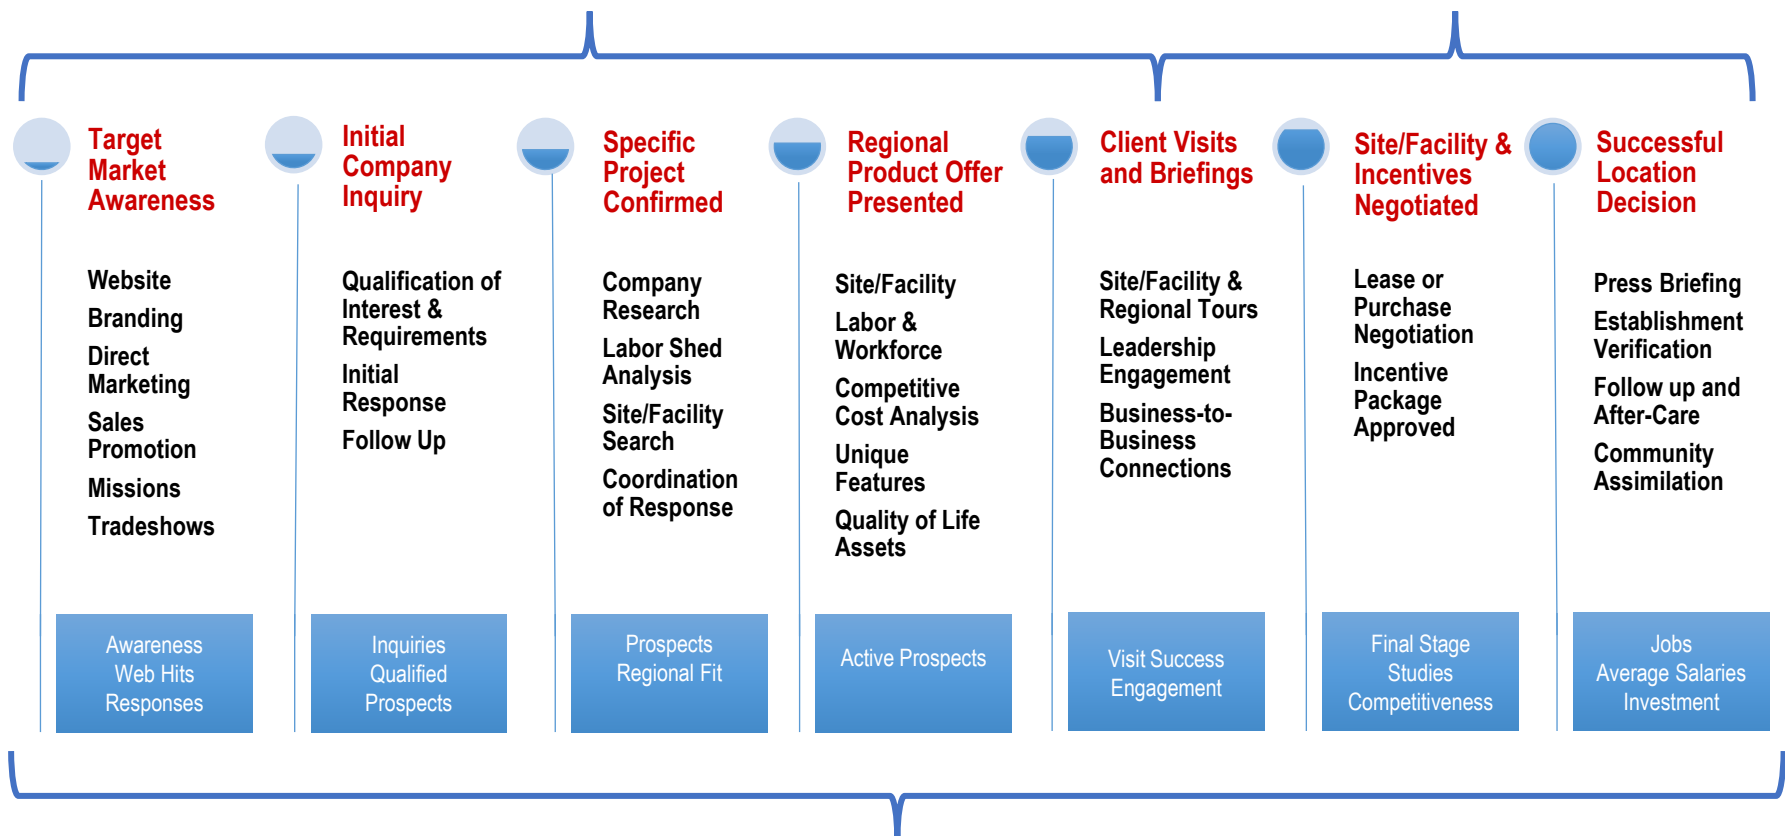 Target
Market
Awareness
Website
Branding
Direct
Marketing
Sales
Promotion
Missions
Tradeshows
Awareness
Web Hits
Responses
Initial
Company
Inquiry
Qualification of
Interest &
Requirements
Initial
Response
Follow Up
Inquiries
Qualified
Prospects
Specific
Project
Confirmed
Company
Research
Labor Shed
Analysis
Site/Facility
Search
Coordination
of Response
Prospects
Regional Fit
Regional
Product Offer
Presented
Site/Facility
Labor &
Workforce
Competitive
Cost Analysis
Unique
Features
Quality of Life
Assets
Active Prospects
Client Visits
and Briefings
Site/Facility &
Regional Tours
Leadership
Engagement
Business-to-
Business
Connections
Visit Success
Engagement
Site/Facility &
Incentives
Negotiated
Lease or
Purchase
Negotiation
Incentive
Package
Approved
Final Stage
Studies
Competitiveness
Successful
Location
Decision
Press Briefing
Establishment
Verification
Follow up and
After-Care
Community
Assimilation
Jobs
Average Salaries
Investment